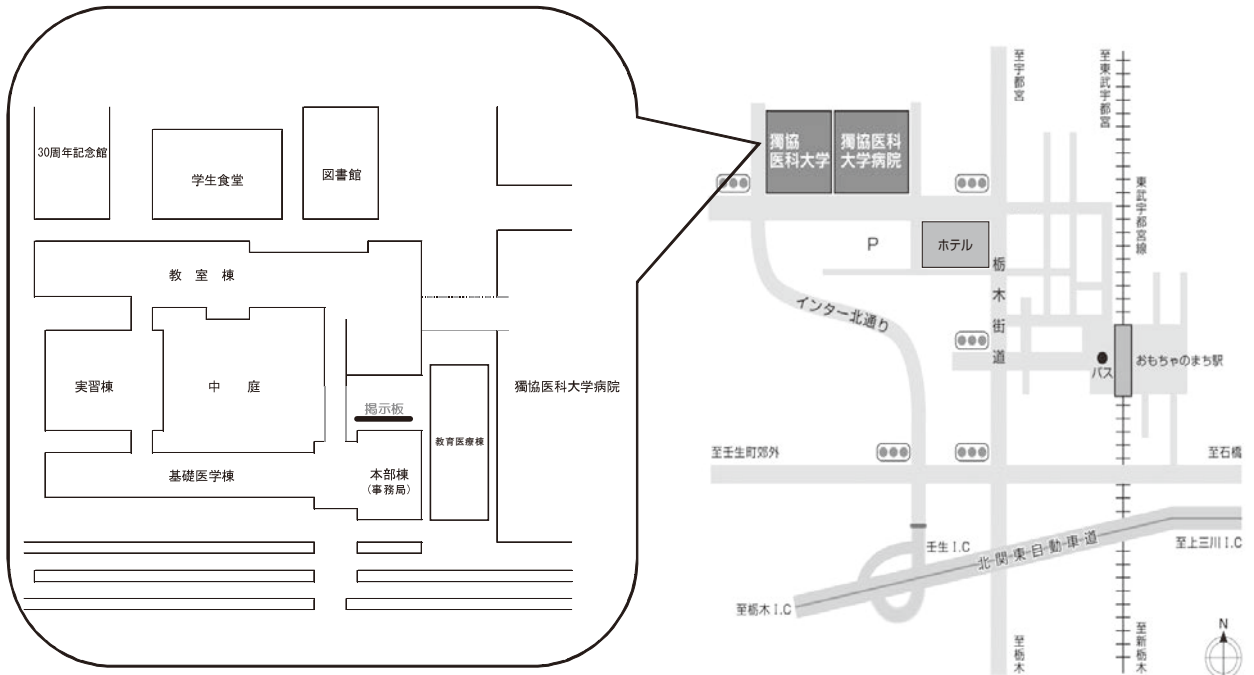 30周年記念館
学生食堂
図書館
教 室 棟
実習棟
中 庭
掲示板
教育医療棟
獨協医科大学病院
基礎医学棟
本部棟
(事務局)
至宇都宮
至東武宇都宮
獨協
医科大学
獨協医科
大学病院
東武宇都宮線
P
ホテル
栃木街道
インター北通り
バス
おもちゃのまち駅
至壬生町郊外
至石橋
壬生 I.C
北関東自動車道
至上三川 I.C
至栃木 I.C
至栃木
至新栃木
N